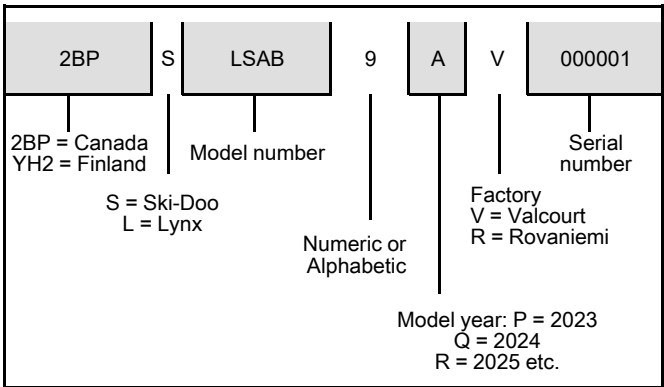 2BP S LSAB 9 A V 000001
2BP = Canada
YH2 = Finland
Model number
Serial
number
S = Ski-Doo
L = Lynx
Factory
V = Valcourt
R = Rovaniemi
Numeric or
Alphabetic
Model year: P = 2023
Q = 2024
R = 2025 etc.